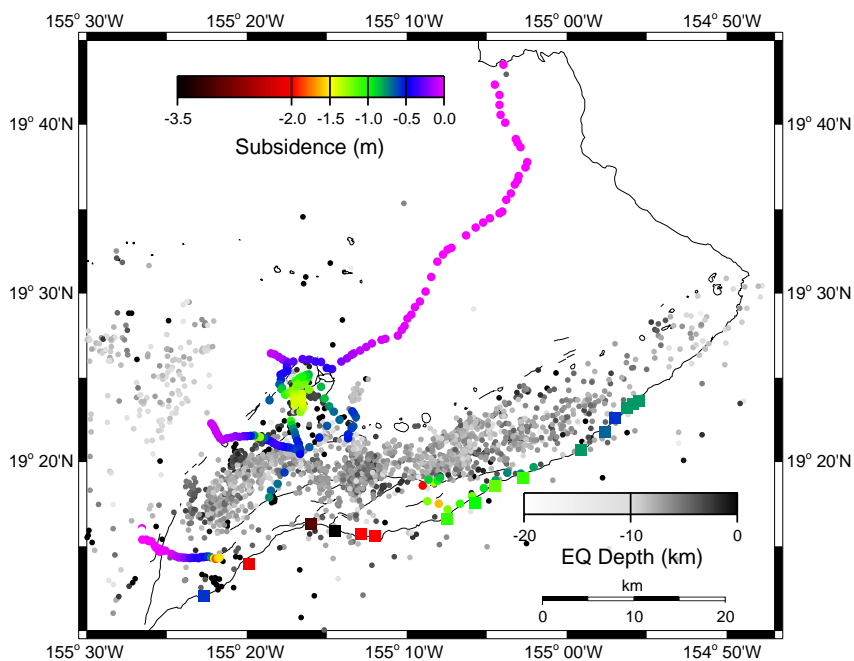 155° 30'W 155° 20'W 155° 10'W 155° 00'W 154° 50'W
-3.5 -2.0 -1.5 -1.0 -0.5 0.0
Subsidence (m)
19° 40'N 19° 40'N
19° 30'N 19° 30'N
19° 20'N 19° 20'N
-20 -10 0
EQ Depth (km)
km
0 10 20
155° 30'W 155° 20'W 155° 10'W 155° 00'W 154° 50'W